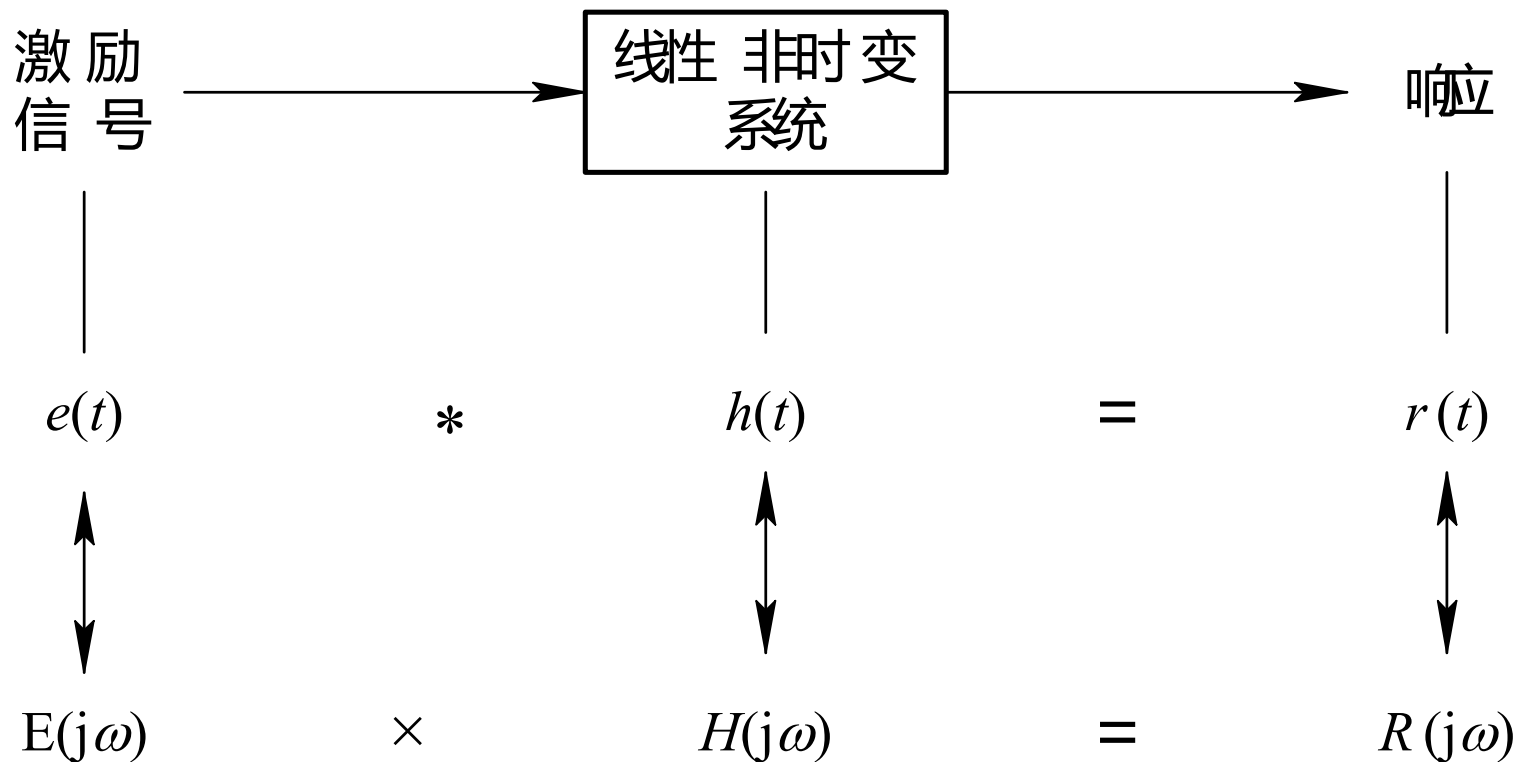 激励
信号
线性非时变
系统
响应
e(t) * h(t) = r(t)
E(jω) × H(jω) = R(jω)